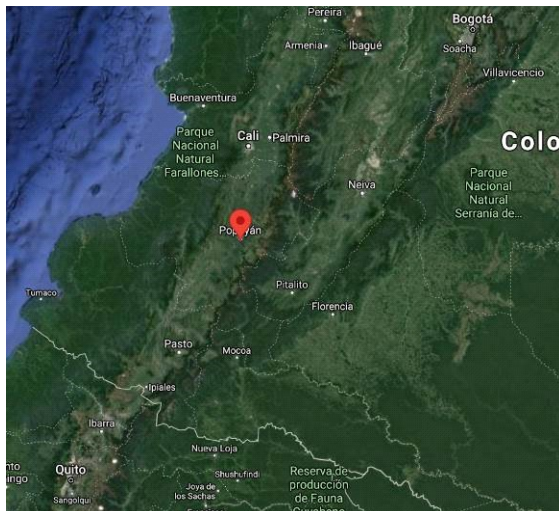 Pereira
Bogotá
Armenia
Ibagué
Soacha
Villavicencio
Buenaventura
Parque
Nacional
Natural
Farallones...
Cali
Palmira
Colo
Parque
Nacional
Natural
Serranía de...
Neiva
Popayán
Pitalito
Florencia
Tumaco
Pasto
Mocoa
Ipiales
Ibarra
Nueva Loja
nto
ingo
Quito
Shushufindi
Sangolquí
Joya de
los Sachas
Reserva de
producción
de Fauna